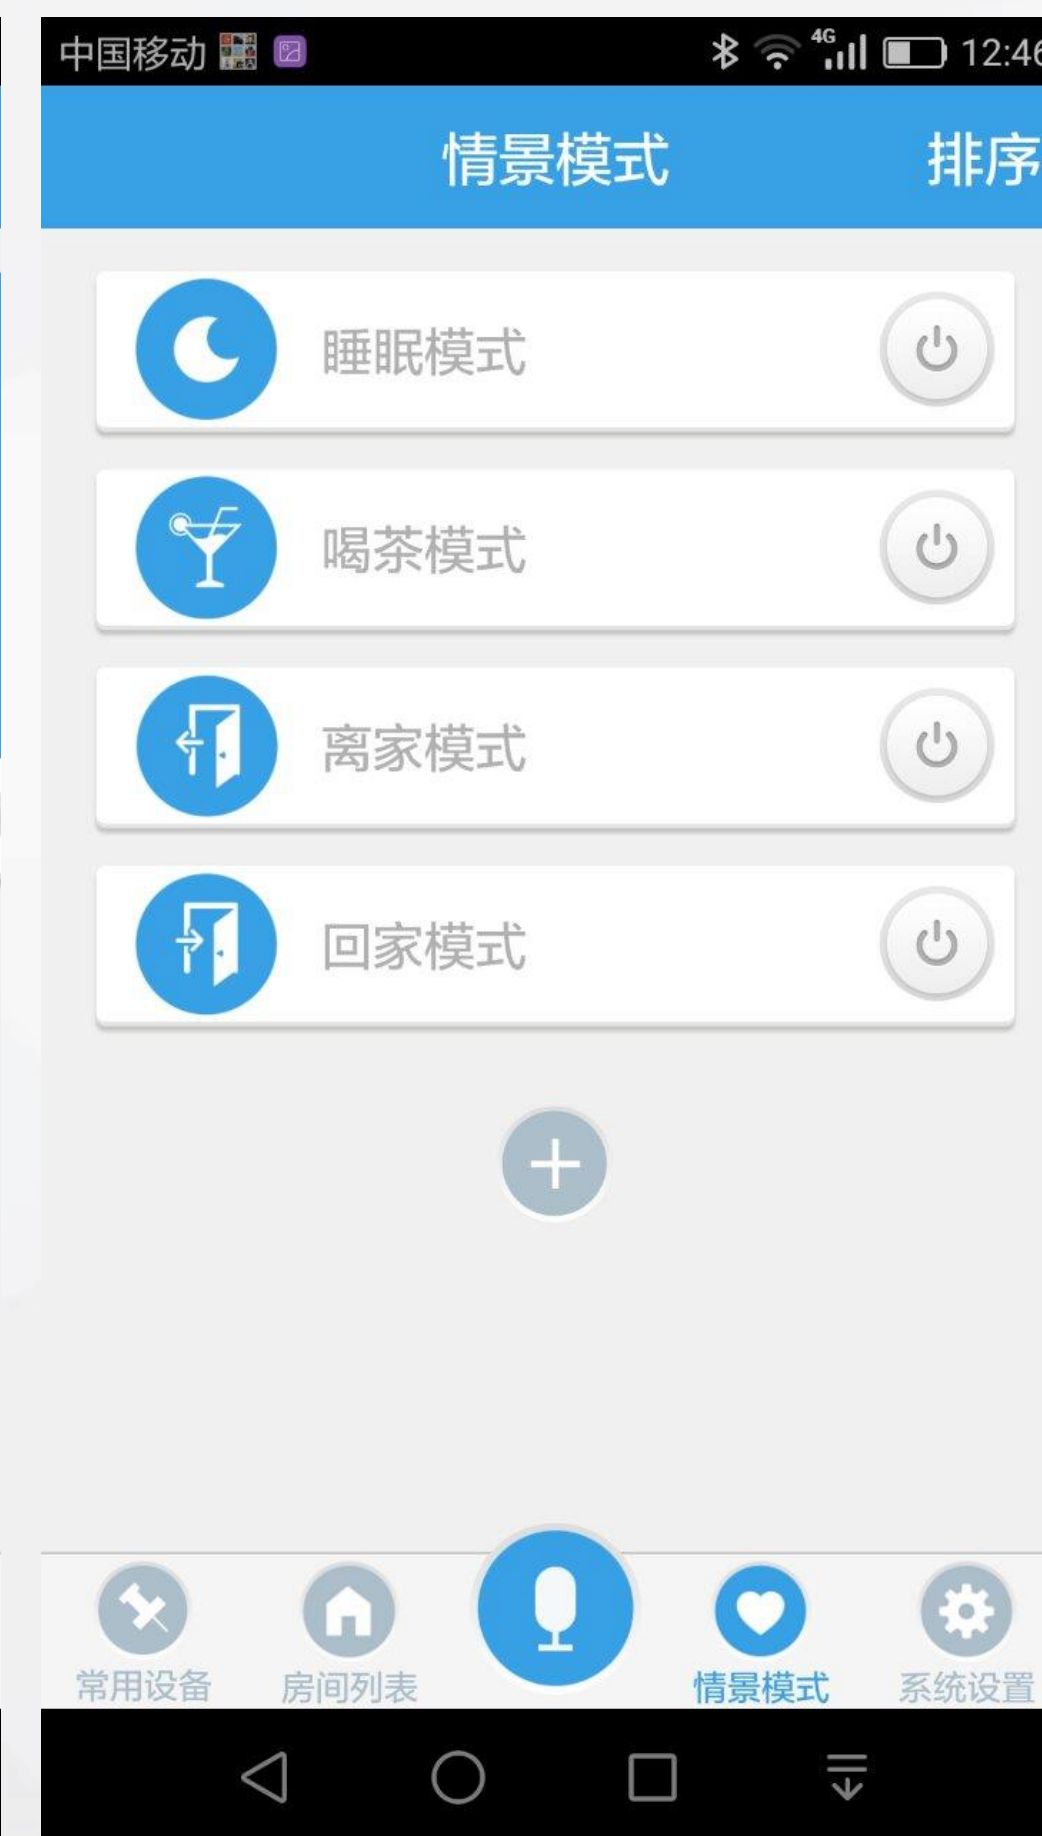 中国移动 4G 12:46
情景模式 排序
睡眠模式
喝茶模式
离家模式
回家模式
常用设备 房间列表 情景模式 系统设置